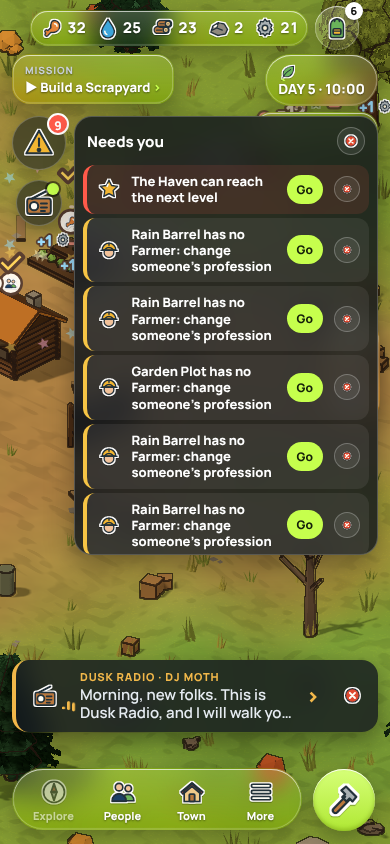 32 25 23 2 21
6
MISSION
▶ Build a Scrapyard ›
DAY 5 · 10:00
+1
9
Needs you
The Haven can reach
the next level
Go
Rain Barrel has no
Farmer: change
someone's profession
Go
Rain Barrel has no
Farmer: change
someone's profession
Go
Garden Plot has no
Farmer: change
someone's profession
Go
Rain Barrel has no
Farmer: change
someone's profession
Go
Rain Barrel has no
Farmer: change
someone's profession
Go
+1
+1
DUSK RADIO · DJ MOTH
Morning, new folks. This is
Dusk Radio, and I will walk yo...
Explore People Town More